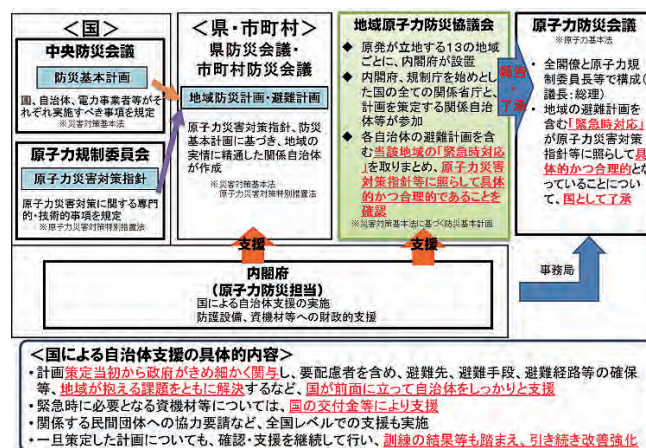 ＜国＞
中央防災会議
防災基本計画
国、自治体、電力事業者等がそ
れぞれ実施すべき事項を規定
※災害対策基本法
原子力規制委員会
原子力災害対策指針
原子力災害対策に関する専門
的・技術的事項を規定
※原子力災害対策特別措置法
＜県・市町村＞
県防災会議・
市町村防災会議
地域防災計画・避難計画
原子力災害対策指針、防災
基本計画に基づき、地域の
実情に精通した関係自治体
が作成
※災害対策基本法
原子力災害対策特別措置法
地域原子力防災協議会
◆ 原発が立地する13の地域
ごとに、内閣府が設置
◆ 内閣府、規制庁を始めとし
た国の全ての関係省庁と、
計画を策定する関係自治体
等が参加
◆ 各自治体の避難計画を含
む当該地域の「緊急時対応」
を取りまとめ、原子力災害
対策指針等に照らして具体
的かつ合理的であることを
確認
※災害対策基本法に基づく防災基本計画
報告・了承
原子力防災会議
※原子力基本法
・ 全閣僚と原子力規
制委員長等で構成(
議長：総理)
・ 地域の避難計画を
含む「緊急時対応」
が原子力災害対策
指針等に照らして具
体的かつ合理的とな
っていることについ
て、国として了承
支援
支援
事務局
内閣府
(原子力防災担当)
国による自治体支援の実施
防護設備、資機材等への財政的支援
＜国による自治体支援の具体的内容＞
・計画策定当初から政府がきめ細かく関与し、要配慮者を含め、避難先、避難手段、避難経路等の確保
等、地域が抱える課題をともに解決するなど、国が前面に立って自治体をしっかりと支援
・緊急時に必要となる資機材等については、国の交付金等により支援
・関係する民間団体への協力要請など、全国レベルでの支援も実施
・一旦策定した計画についても、確認・支援を継続して行い、訓練の結果等も踏まえ、引き続き改善強化